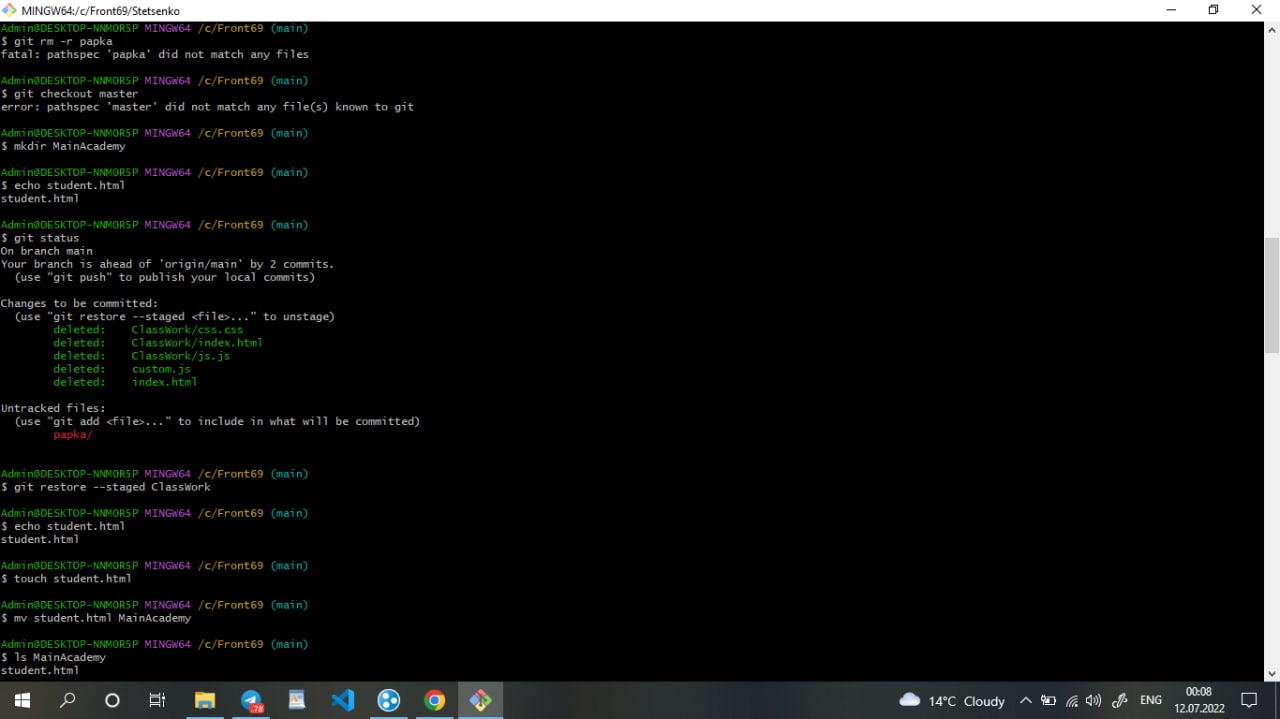 MINGW64:/c/Front69/Stetsenko
Admin@DESKTOP-NNMOR5P MINGW64 /c/Front69 (main)
$ git rm -r papka
fatal: pathspec 'papka' did not match any files
Admin@DESKTOP-NNMOR5P MINGW64 /c/Front69 (main)
$ git checkout master
error: pathspec 'master' did not match any file(s) known to git
Admin@DESKTOP-NNMOR5P MINGW64 /c/Front69 (main)
$ mkdir MainAcademy
Admin@DESKTOP-NNMOR5P MINGW64 /c/Front69 (main)
$ echo student.html
student.html
Admin@DESKTOP-NNMOR5P MINGW64 /c/Front69 (main)
$ git status
On branch main
Your branch is ahead of 'origin/main' by 2 commits.
(use "git push" to publish your local commits)
Changes to be committed:
(use "git restore --staged <file>..." to unstage)
deleted: ClassWork/css.css
deleted: ClassWork/index.html
deleted: ClassWork/js.js
deleted: custom.js
deleted: index.html
Untracked files:
(use "git add <file>..." to include in what will be committed)
papka/
Admin@DESKTOP-NNMOR5P MINGW64 /c/Front69 (main)
$ git restore --staged ClassWork
Admin@DESKTOP-NNMOR5P MINGW64 /c/Front69 (main)
$ echo student.html
student.html
Admin@DESKTOP-NNMOR5P MINGW64 /c/Front69 (main)
$ touch student.html
Admin@DESKTOP-NNMOR5P MINGW64 /c/Front69 (main)
$ mv student.html MainAcademy
Admin@DESKTOP-NNMOR5P MINGW64 /c/Front69 (main)
$ ls MainAcademy
student.html
.78
14°C Cloudy
ENG
00:08
12.07.2022